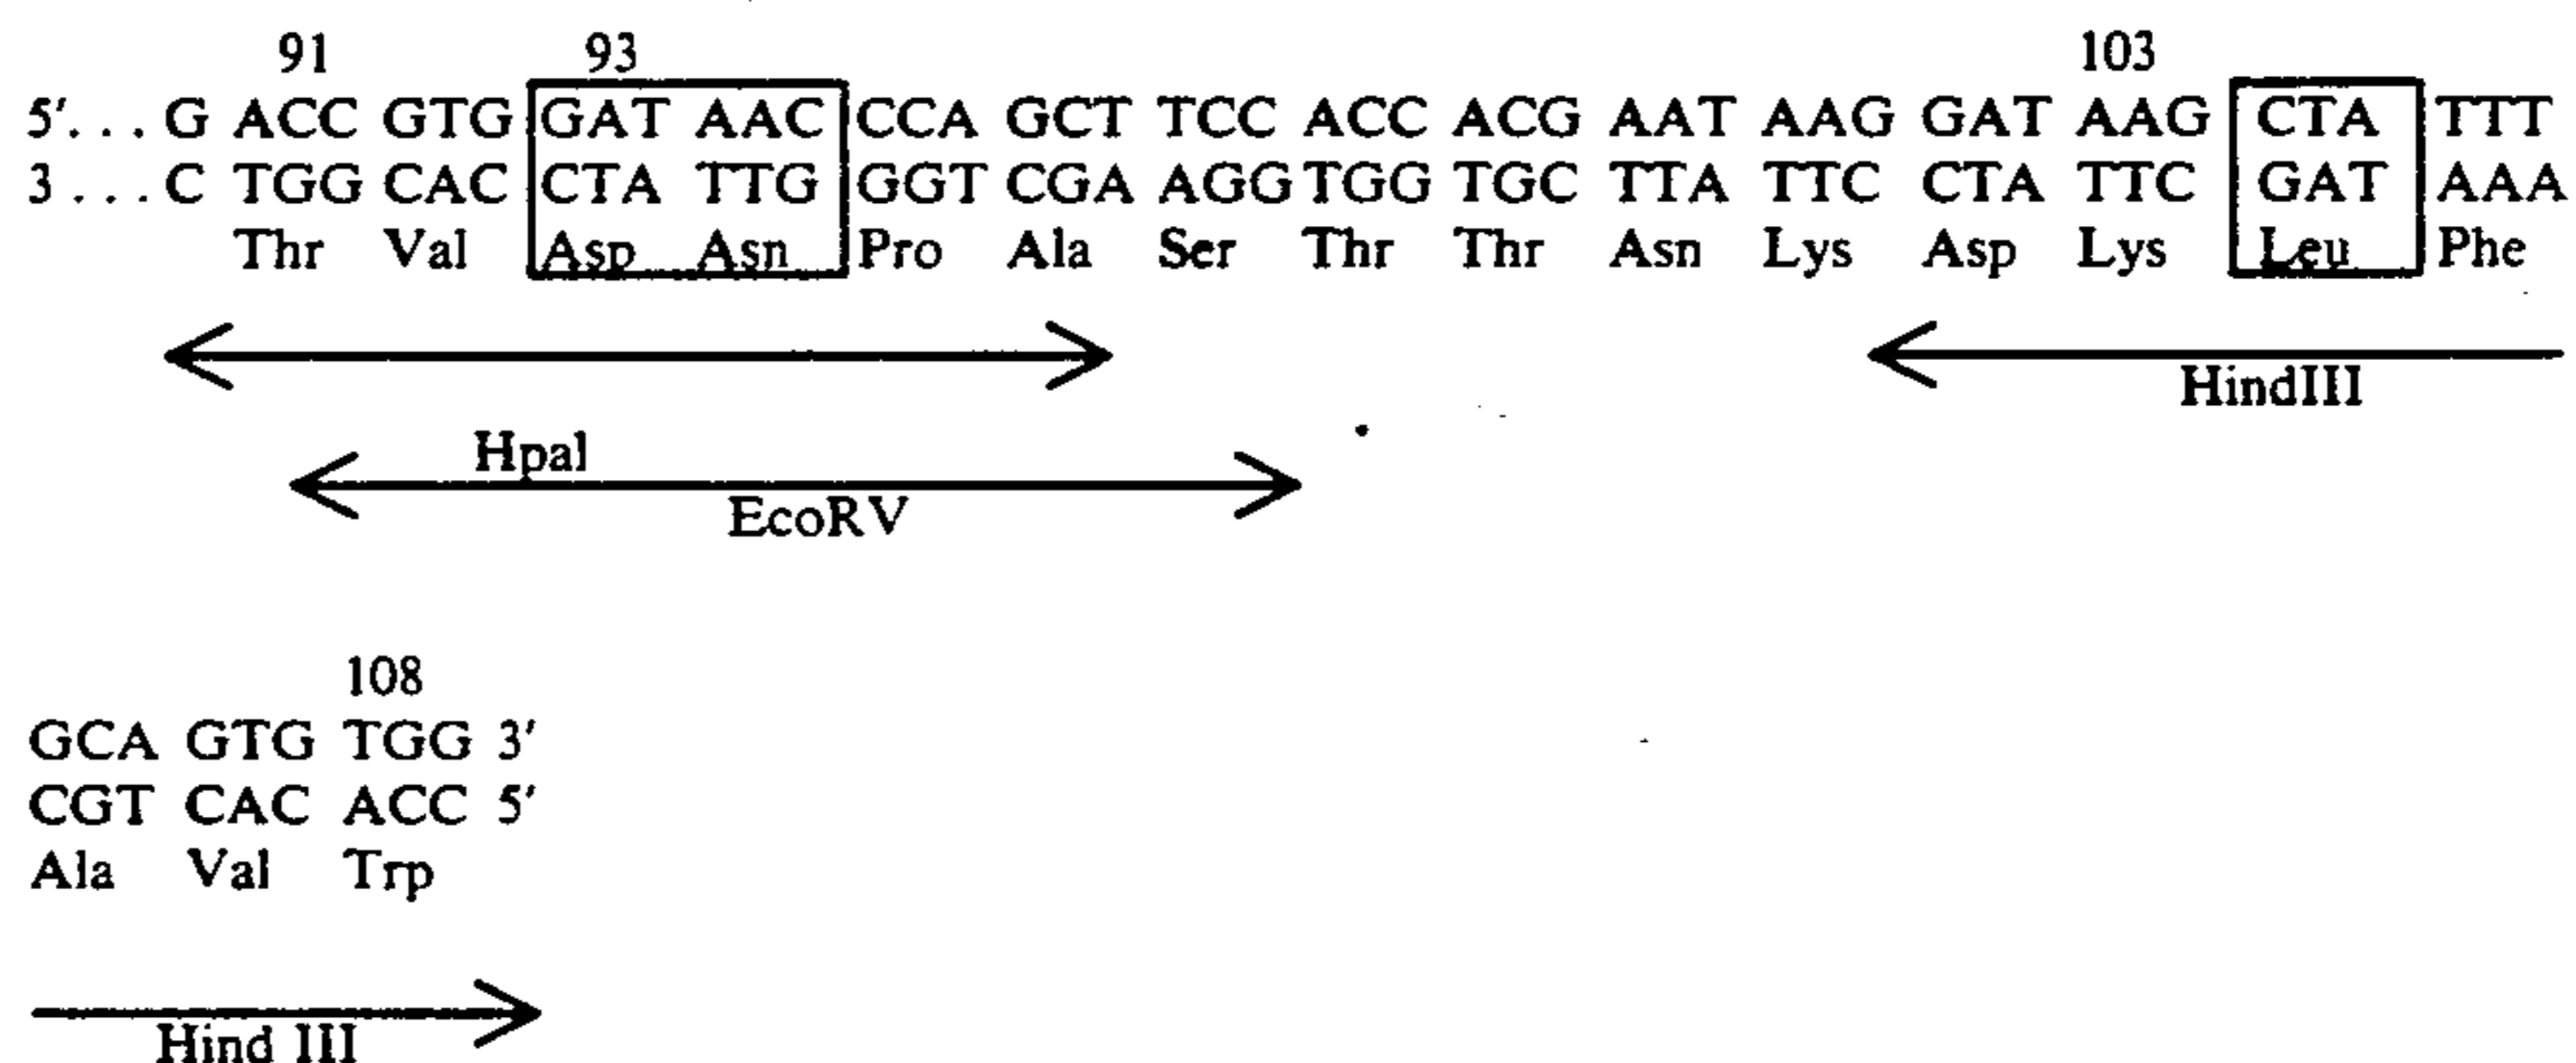 91 93 103
5'. . . G ACC GTG GAT AAC CCA GCT TCC ACC ACG AAT AAG GAT AAG CTA TTT
3 . . . C TGG CAC CTA TTG GGT CGA AGG TGG TGC TTA TTC CTA TTC GAT AAA
Thr Val Asp Asn Pro Ala Ser Thr Thr Asn Lys Asp Lys Leu Phe
HindIII
Hpal
EcoRV
108
GCA GTG TGG 3'
CGT CAC ACC 5'
Ala Val Trp
Hind III